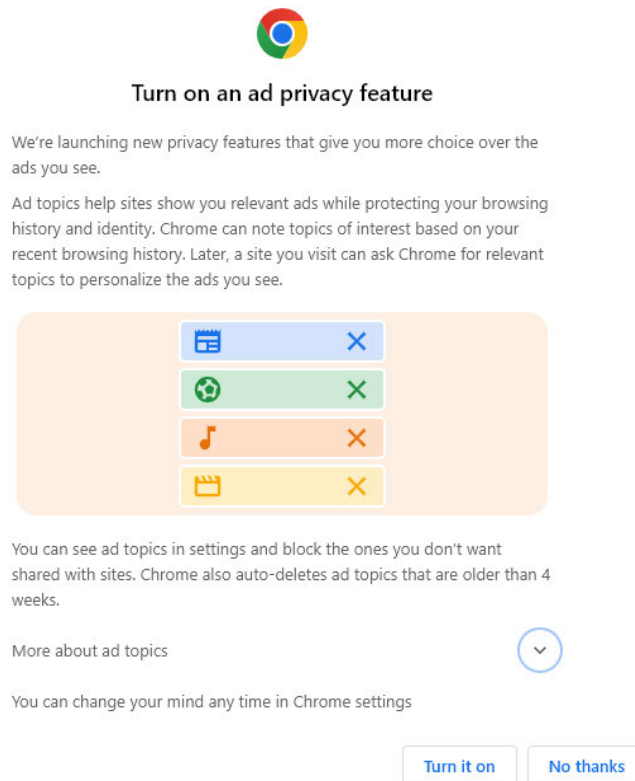 Turn on an ad privacy feature
We're launching new privacy features that give you more choice over the
ads you see.
Ad topics help sites show you relevant ads while protecting your browsing
history and identity. Chrome can note topics of interest based on your
recent browsing history. Later, a site you visit can ask Chrome for relevant
topics to personalize the ads you see.
You can see ad topics in settings and block the ones you don't want
shared with sites. Chrome also auto-deletes ad topics that are older than 4
weeks.
More about ad topics
You can change your mind any time in Chrome settings
Turn it on No thanks